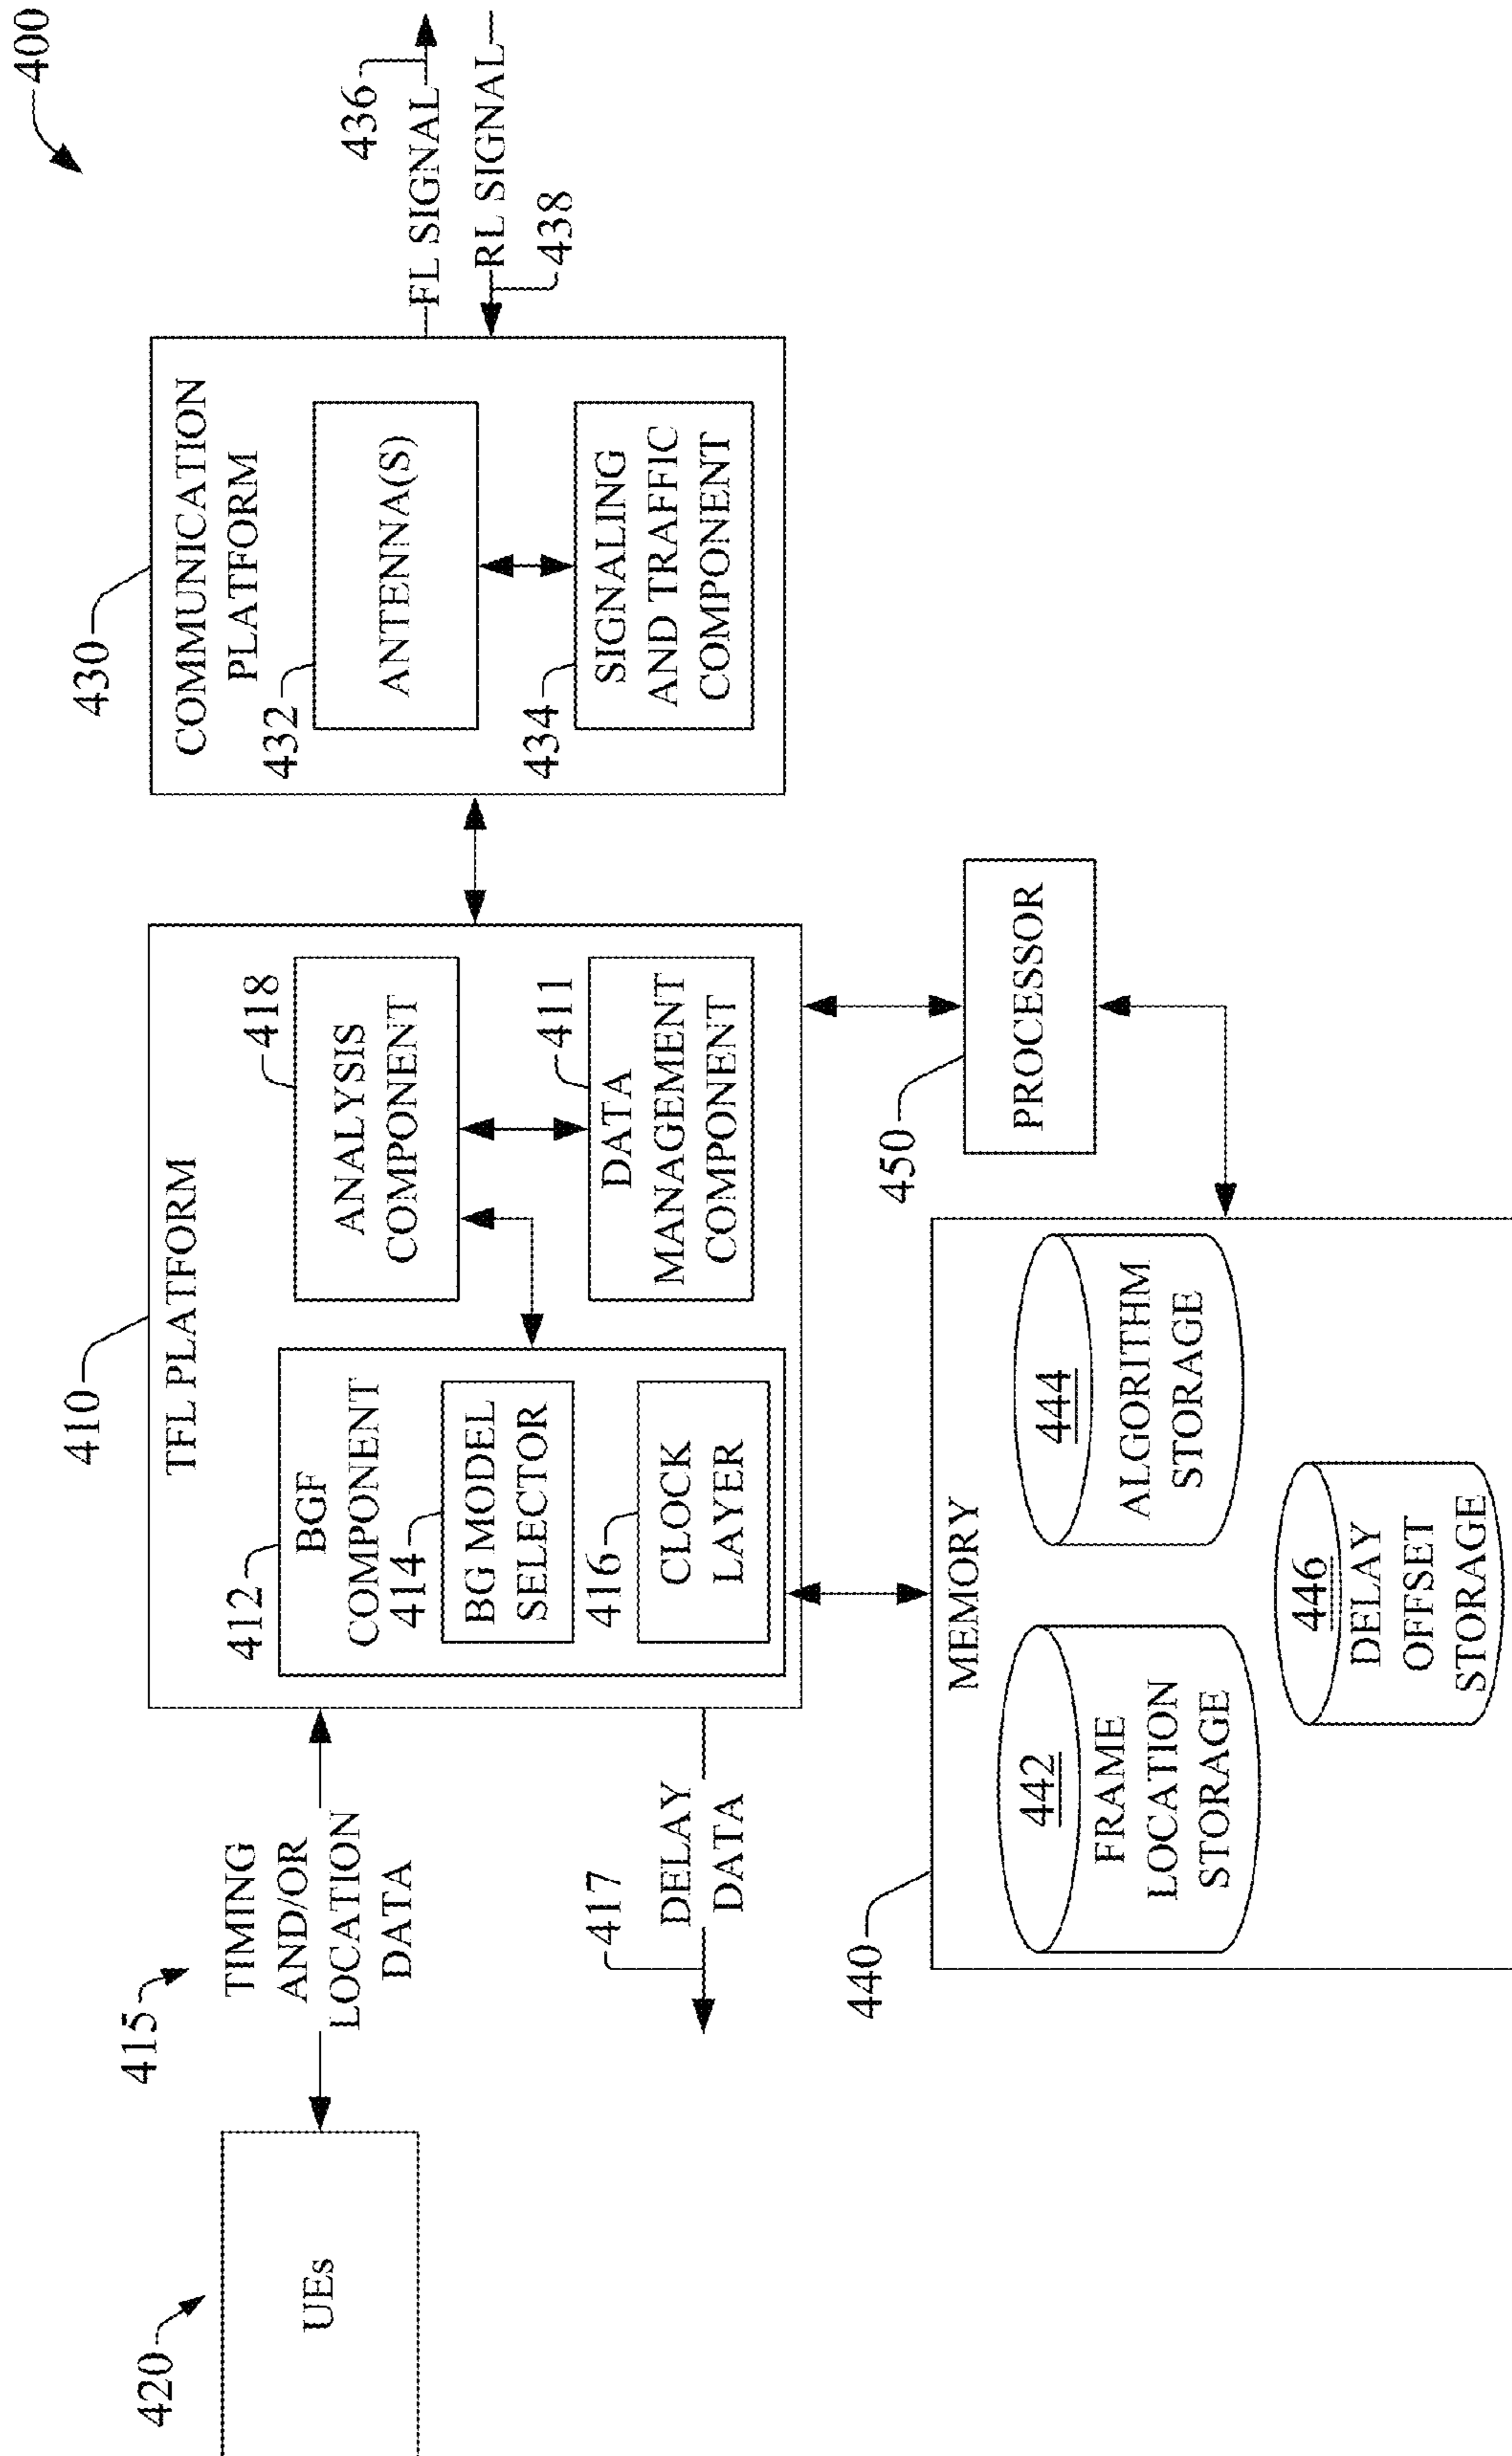 400
420
UEs
415
TIMING
AND/OR
LOCATION
DATA
417
DELAY
DATA
410
TFL PLATFORM
412
BGF
COMPONENT
414
BG MODEL
SELECTOR
416
CLOCK
LAYER
418
ANALYSIS
COMPONENT
411
DATA
MANAGEMENT
COMPONENT
430
COMMUNICATION
PLATFORM
432
ANTENNA(S)
434
SIGNALING
AND TRAFFIC
COMPONENT
436
FL SIGNAL
RL SIGNAL
438
440
MEMORY
442
FRAME
LOCATION
STORAGE
444
ALGORITHM
STORAGE
446
DELAY
OFFSET
STORAGE
450
PROCESSOR